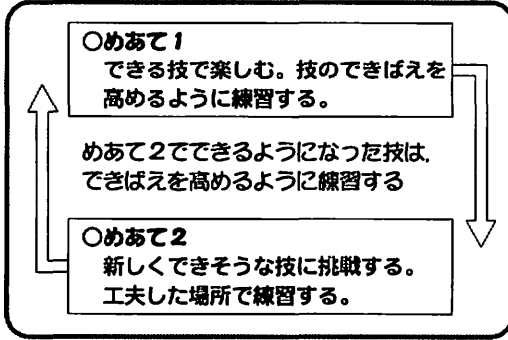 ○めあて1
できる技で楽しむ。技のできばえを
高めるように練習する。
めあて2でできるようになった技は,
できばえを高めるように練習する
○めあて2
新しくできそうな技に挑戦する。
工夫した場所で練習する。